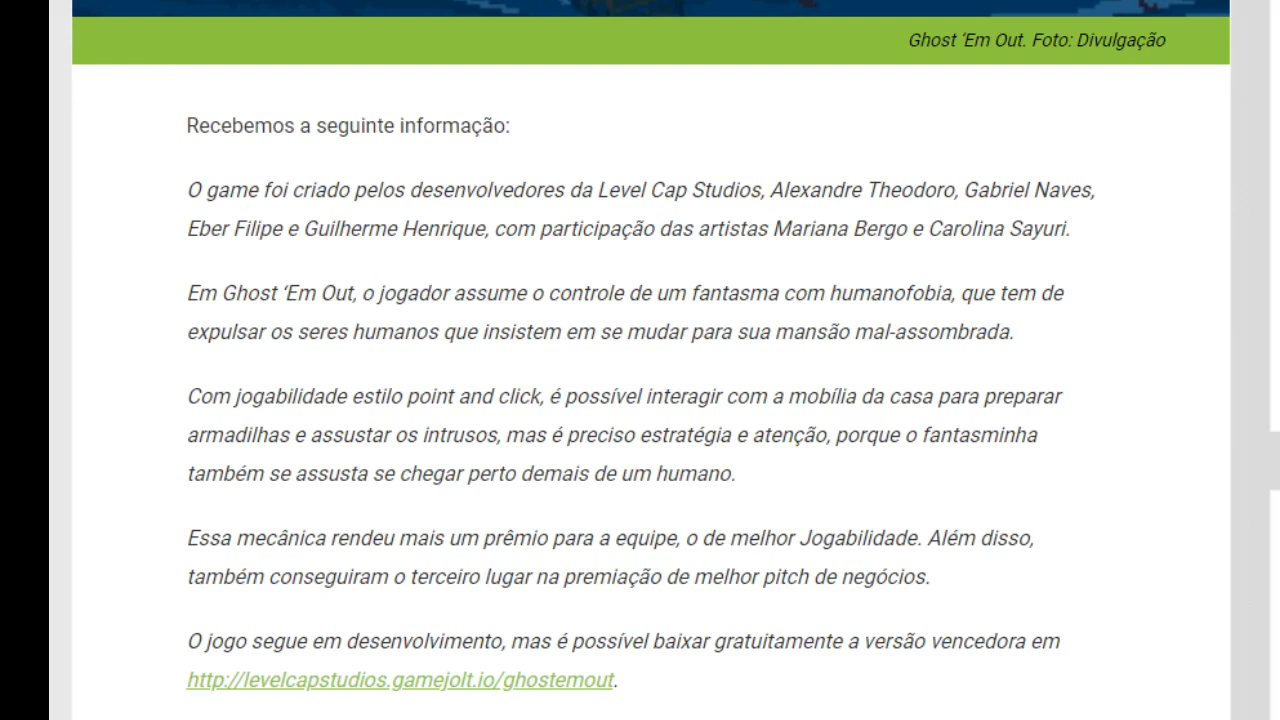 Ghost ‘Em Out. Foto: Divulgação
Recebemos a seguinte informação:
O game foi criado pelos desenvolvedores da Level Cap Studios, Alexandre Theodoro, Gabriel Naves,
Eber Filipe e Guilherme Henrique, com participação das artistas Mariana Bergo e Carolina Sayuri.
Em Ghost ‘Em Out, o jogador assume o controle de um fantasma com humanofobia, que tem de
expulsar os seres humanos que insistem em se mudar para sua mansão mal-assombrada.
Com jogabilidade estilo point and click, é possível interagir com a mobília da casa para preparar
armadilhas e assustar os intrusos, mas é preciso estratégia e atenção, porque o fantasminha
também se assusta se chegar perto demais de um humano.
Essa mecânica rendeu mais um prêmio para a equipe, o de melhor Jogabilidade. Além disso,
também conseguiram o terceiro lugar na premiação de melhor pitch de negócios.
O jogo segue em desenvolvimento, mas é possível baixar gratuitamente a versão vencedora em
http://levelcapstudios.gamejolt.io/ghostemout.